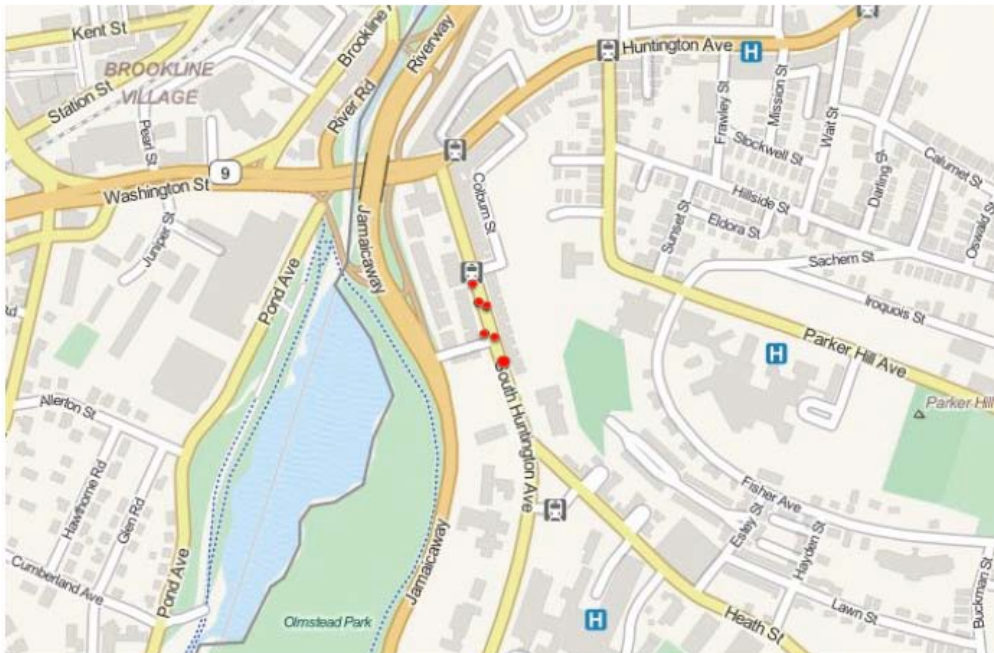 Kent St
Brookline
Riverway
Huntington Ave
H
BROOKLINE
VILLAGE
Station St
River Rd
Pearl St
Frawley St
Mission St
Wait St
Stockwell St
Calumet St
9
Washington St
Colburn St
Hillside St
Darling St
Juniper St
Jamaicaway
Sunset St
Eldora St
Oswald St
Pond Ave
Sachem St
Iroquois St
H
Parker Hill Ave
South Huntington Ave
Allerton St
Parker Hill
Hawthorne Rd
Glen Rd
Fisher Ave
Estey St
Hayden St
Jamaicaway
Cumberland Ave
Pond Ave
Olmstead Park
H
Heath St
Lawn St
Buckman St